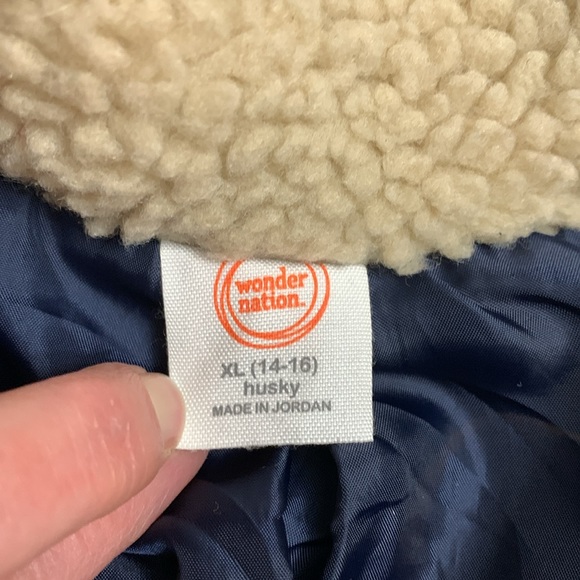 wonder
nation.
XL (14-16)
husky
MADE IN JORDAN